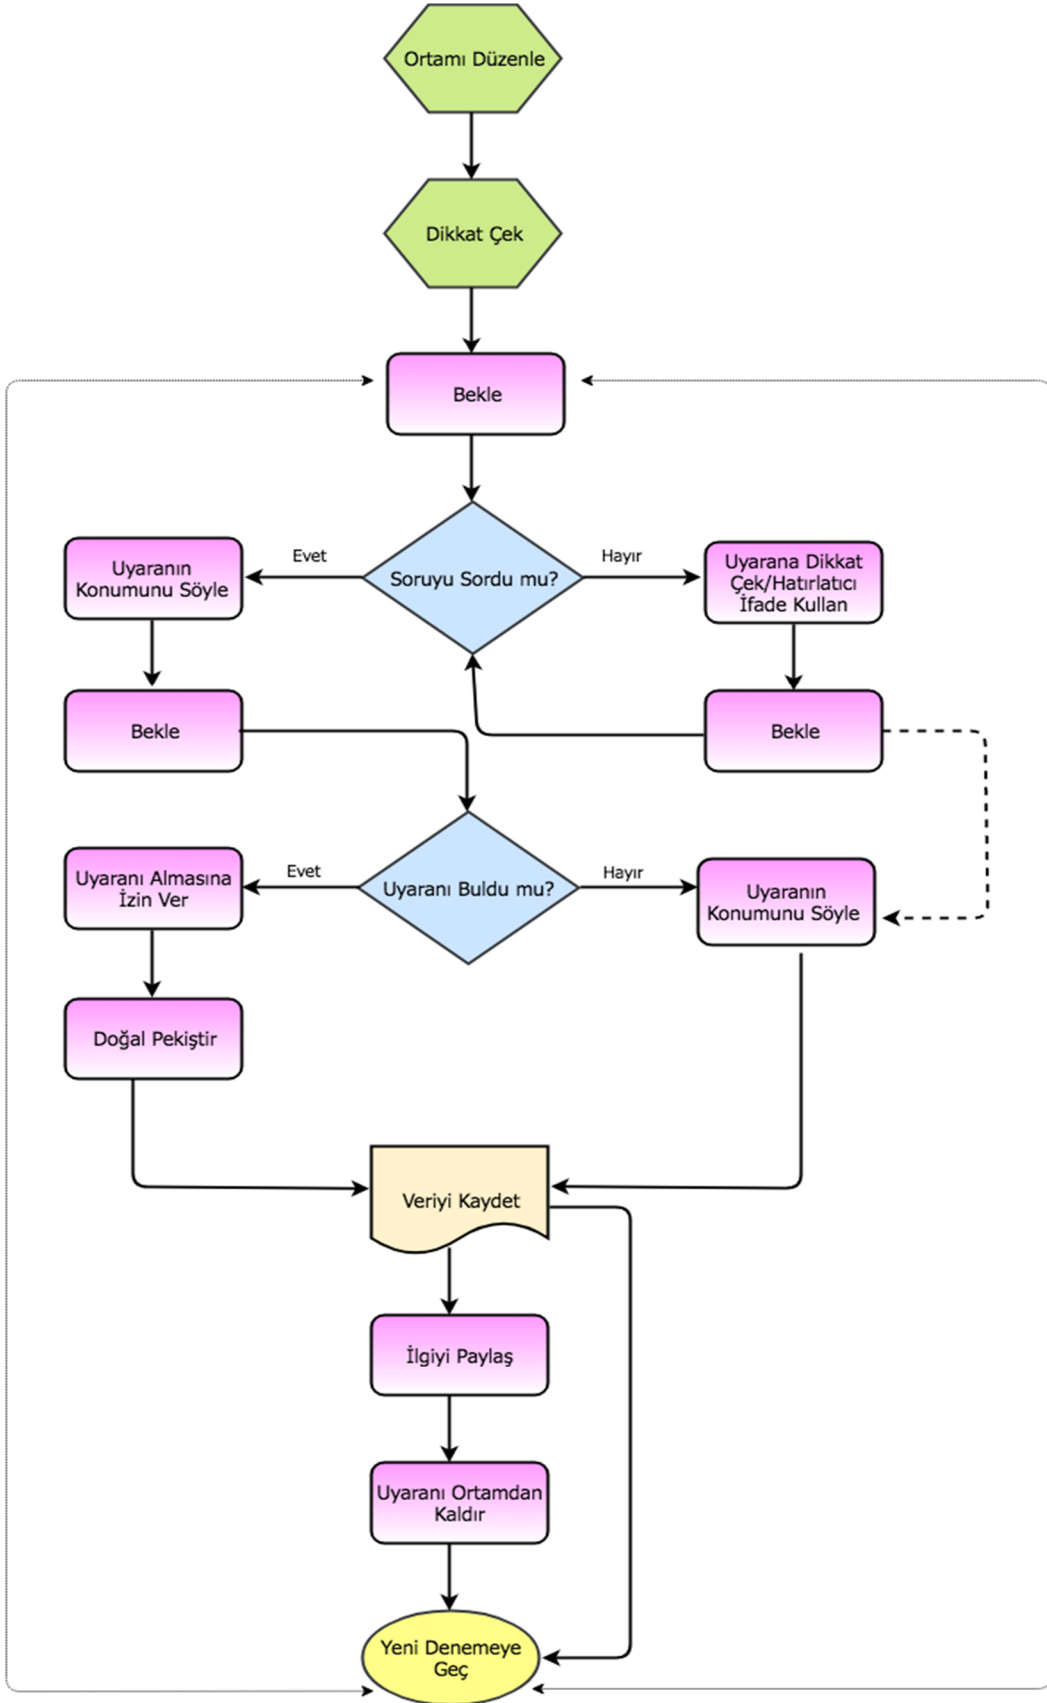 Ortamı Düzenle
Dikkat Çek
Bekle
Soruyu Sordu mu?
Evet
Hayır
Uyaranın
Konumunu Söyle
Uyarana Dikkat
Çek/Hatırlatıcı
İfade Kullan
Bekle
Bekle
Uyaranı Buldu mu?
Evet
Hayır
Uyaranı Almasına
İzin Ver
Uyaranın
Konumunu Söyle
Doğal Pekiştir
Veriyi Kaydet
İlgiyi Paylaş
Uyaranı Ortamdan
Kaldır
Yeni Denemeye
Geç